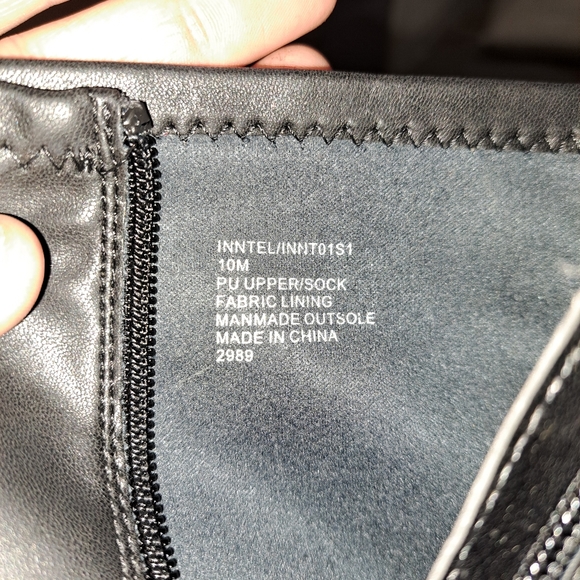 INNTEL/INNT01S1
10M
PU UPPER/SOCK
FABRIC LINING
MANMADE OUTSOLE
MADE IN CHINA
2989